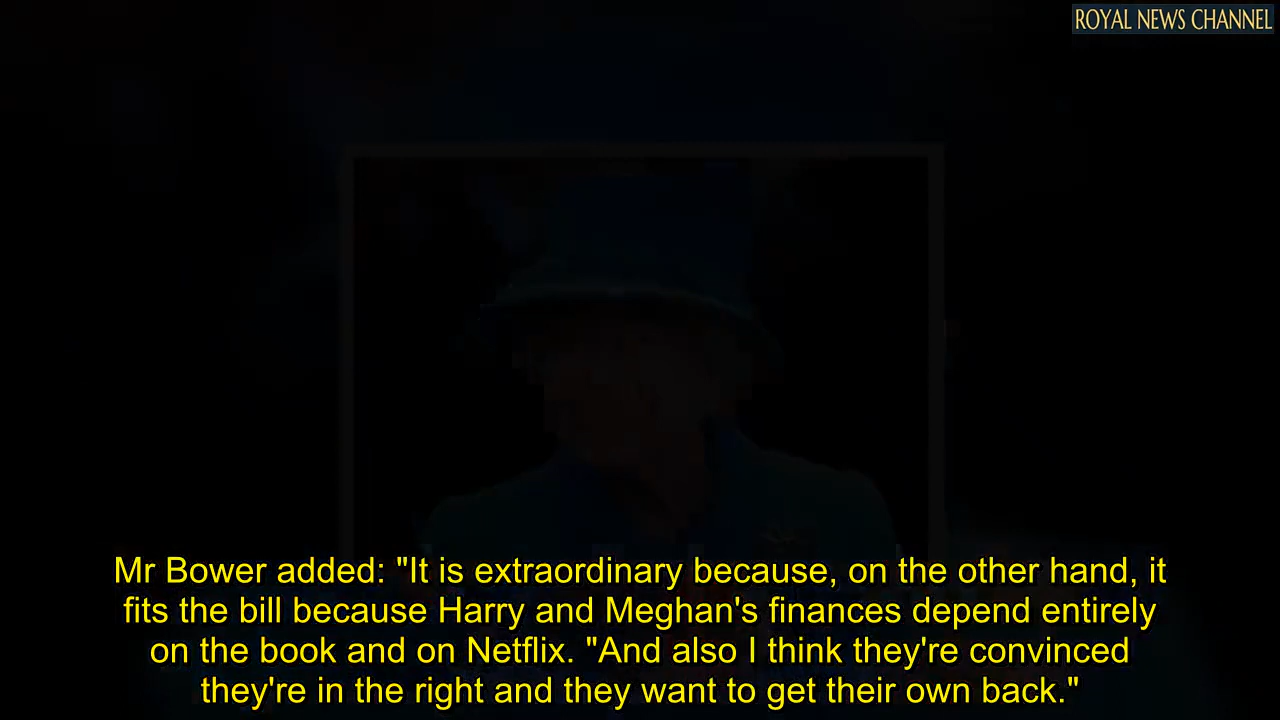 ROYAL NEWS CHANNEL
Mr Bower added: "It is extraordinary because, on the other hand, it
fits the bill because Harry and Meghan's finances depend entirely
on the book and on Netflix. "And also I think they're convinced
they're in the right and they want to get their own back."